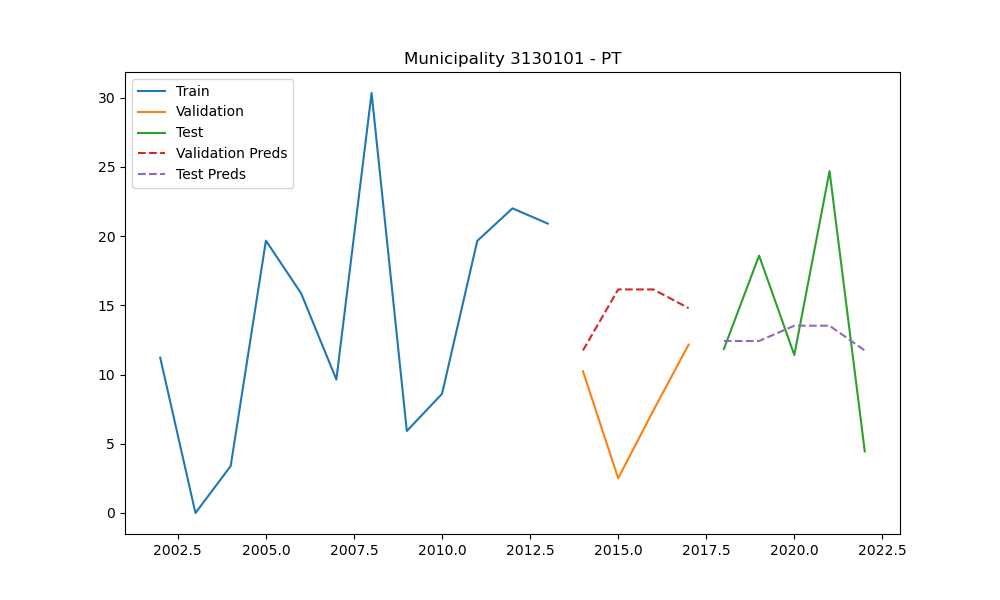 Municipality 3130101 - PT
Train
Validation
Test
Validation Preds
Test Preds
30
25
20
15
10
5
0
2002.5 2005.0 2007.5 2010.0 2012.5 2015.0 2017.5 2020.0 2022.5